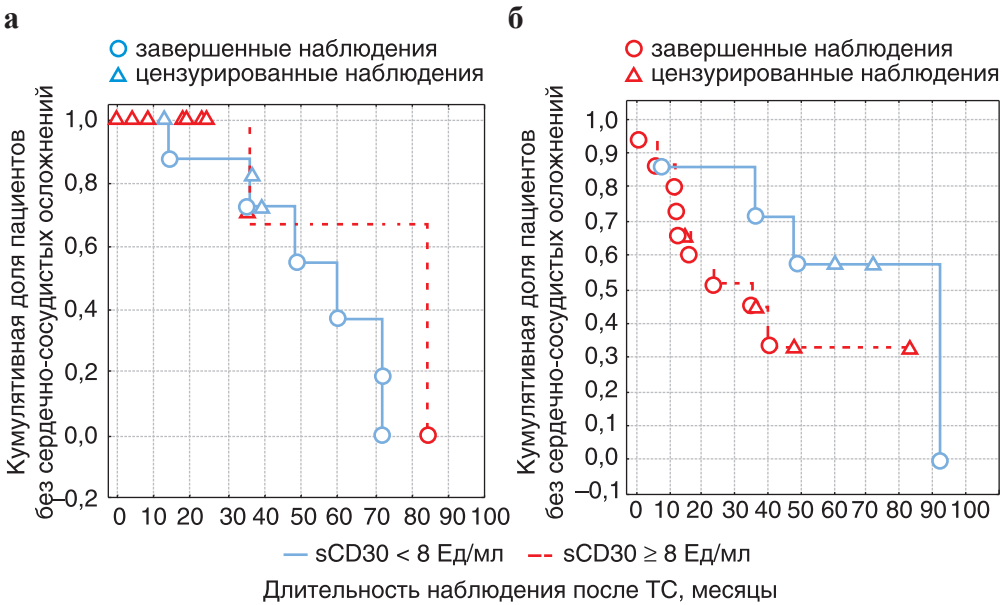 а
завершенные наблюдения
цензурированные наблюдения
Кумулятивная доля пациентов
без сердечно-сосудистых осложнений
1,0
0,8
0,6
0,4
0,2
0,0
–0,2
0 10 20 30 40 50 60 70 80 90 100
б
завершенные наблюдения
цензурированные наблюдения
Кумулятивная доля пациентов
без сердечно-сосудистых осложнений
1,0
0,9
0,8
0,7
0,6
0,5
0,4
0,3
0,2
0,1
0,0
–0,1
0 10 20 30 40 50 60 70 80 90 100
sCD30 < 8 Ед/мл sCD30 ≥ 8 Ед/мл
Длительность наблюдения после ТС, месяцы